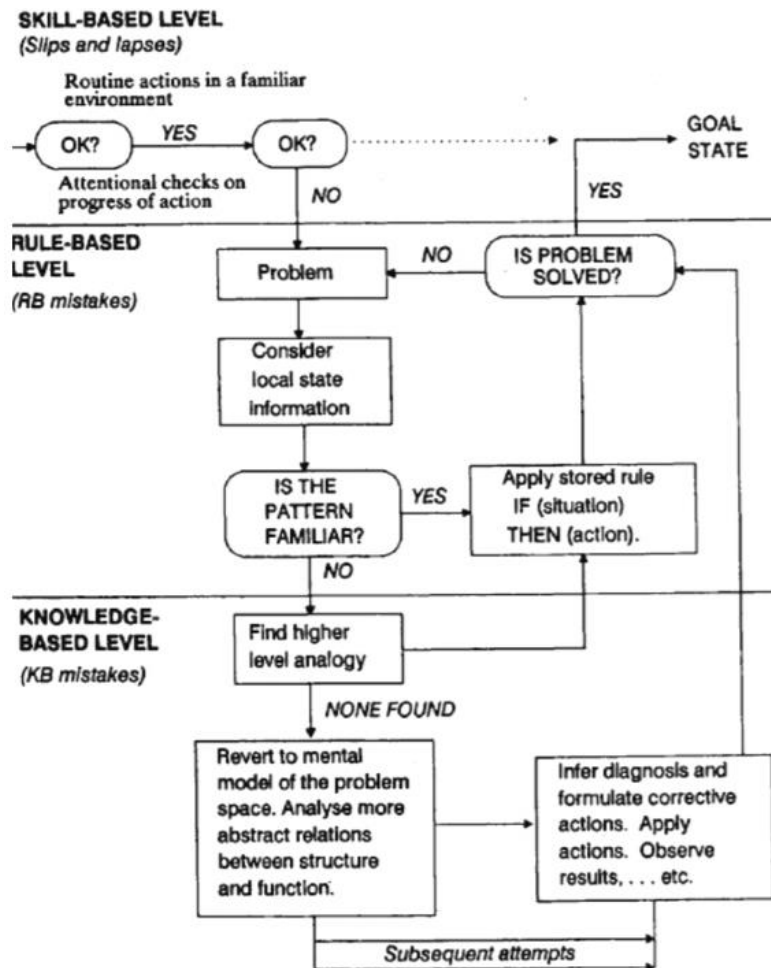 SKILL-BASED LEVEL
(Slips and lapses)
Routine actions in a familiar
environment
OK?
YES
OK?
GOAL
STATE
Attentional checks on
progress of action
NO
YES
RULE-BASED
LEVEL
(RB mistakes)
Problem
NO
IS PROBLEM
SOLVED?
Consider
local state
information
IS THE
PATTERN
FAMILIAR?
YES
Apply stored rule
IF (situation)
THEN (action).
NO
KNOWLEDGE-
BASED LEVEL
(KB mistakes)
Find higher
level analogy
NONE FOUND
Revert to mental
model of the problem
space. Analyse more
abstract relations
between structure
and function.
Infer diagnosis and
formulate corrective
actions. Apply
actions. Observe
results, . . . etc.
Subsequent attempts